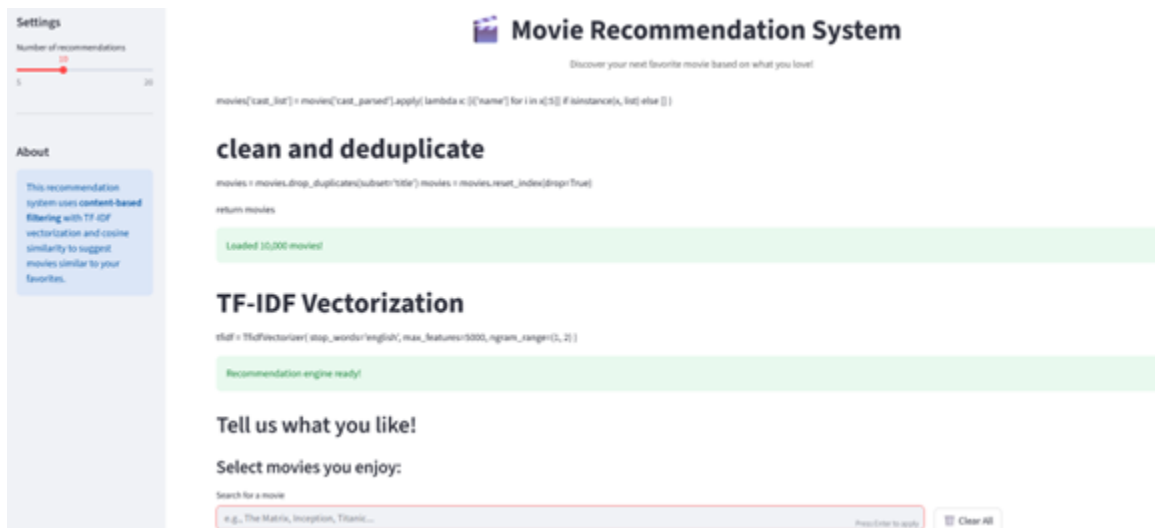 Settings
Number of recommendations
10
5
20
About
This recommendation
system uses content-based
filtering with TF-IDF
vectorization and cosine
similarity to suggest
movies similar to your
favorites.
Movie Recommendation System
Discover your next favorite movie based on what you love!
movies['cast_list'] = movies['cast_parsed'].apply( lambda x: [i['name'] for i in x[:5]] if isinstance(x, list) else [] )
clean and deduplicate
movies = movies.drop_duplicates(subset='title') movies = movies.reset_index(drop=True)
return movies
Loaded 10,000 movies!
TF-IDF Vectorization
tfidf = TfidfVectorizer( stop_words='english', max_features=5000, ngram_range=(1, 2) )
Recommendation engine ready!
Tell us what you like!
Select movies you enjoy:
Search for a movie
e.g., The Matrix, Inception, Titanic...
Press Enter to apply
Clear All